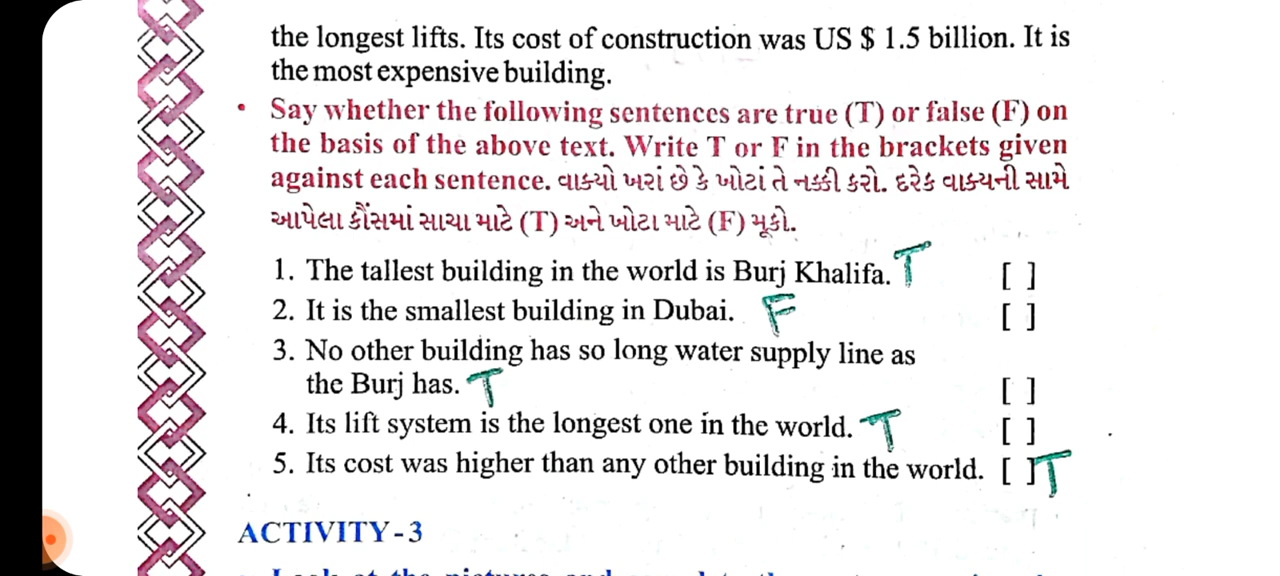 the longest lifts. Its cost of construction was US $ 1.5 billion. It is
the most expensive building.
• Say whether the following sentences are true (T) or false (F) on
the basis of the above text. Write T or F in the brackets given
against each sentence. વાક્યો ખરાં છે કે ખોટાં તે નક્કી કરો. દરેક વાક્યની સામે
આપેલા કૌંસમાં સાચા માટે (T) અને ખોટા માટે (F) મૂકો.
1. The tallest building in the world is Burj Khalifa. T [ ]
2. It is the smallest building in Dubai. F [ ]
3. No other building has so long water supply line as
the Burj has. T [ ]
4. Its lift system is the longest one in the world. T [ ]
5. Its cost was higher than any other building in the world. [ ] T
ACTIVITY-3